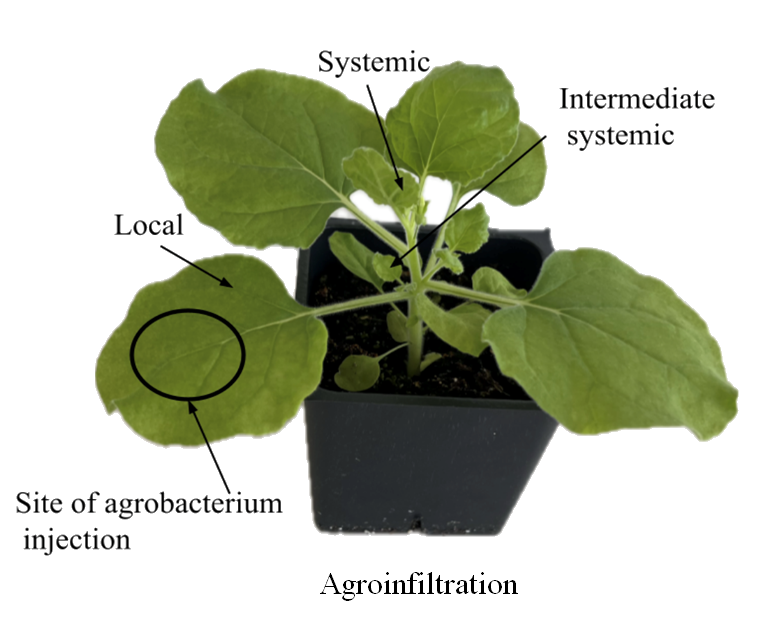 Systemic
Intermediate
systemic
Local
Site of agrobacterium
injection
Agroinfiltration